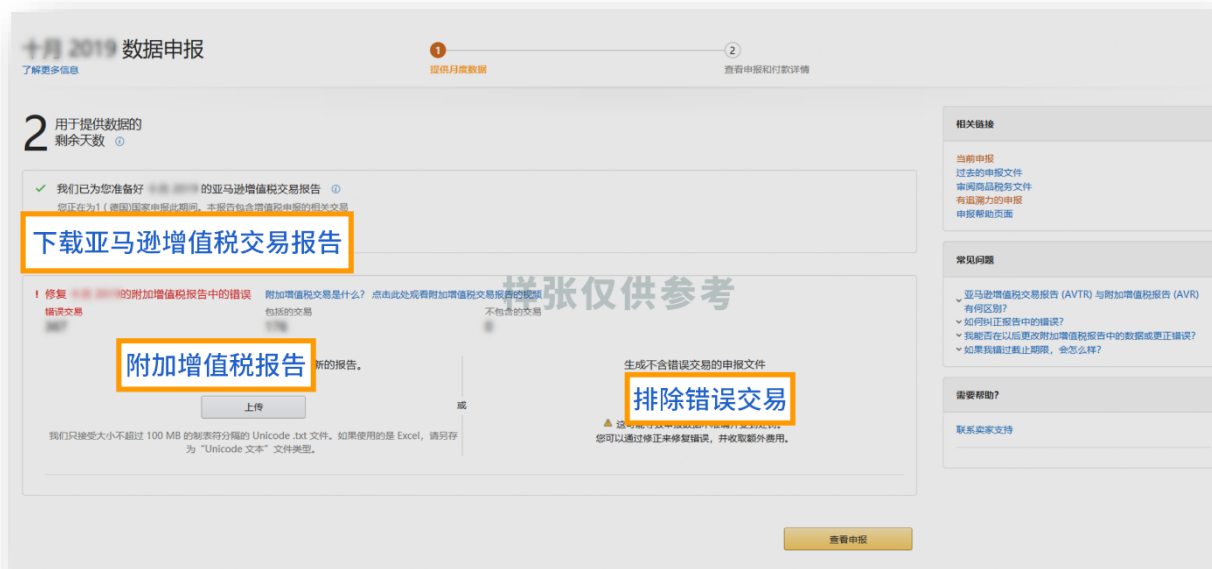 数据申报
了解更多信息
1
2
提供月度数据
查看申报和付款详情
2 用于提供数据的
剩余天数
我们已为您准备好 的亚马逊增值税交易报告
您正在为1 ( 德国)国家申报此期间。本报告包含增值税申报的相关交易
下载亚马逊增值税交易报告
! 修复 的附加增值税报告中的错误 附加增值税交易是什么? 点击此处观看附加增值税交易报告的视频
错误交易 包括的交易 不包含的交易
样张仅供参考
附加增值税报告
新的报告。
上传
我们只接受大小不超过 100 MB 的制表符分隔的 Unicode .txt 文件。如果使用的是 Excel，请另存
为“Unicode 文本”文件类型。
或
生成不含错误交易的申报文件
排除错误交易
您可以通过修正来修复错误，并收取额外费用。
查看申报
相关链接
当前申报
过去的申报文件
审阅商品税务文件
有追溯力的申报
申报帮助页面
常见问题
亚马逊增值税交易报告 (AVTR) 与附加增值税报告 (AVR)
有何区别?
如何纠正报告中的错误?
我能否在以后更改附加增值税报告中的数据或更正错误?
如果我错过截止期限，会怎么样?
需要帮助?
联系卖家支持